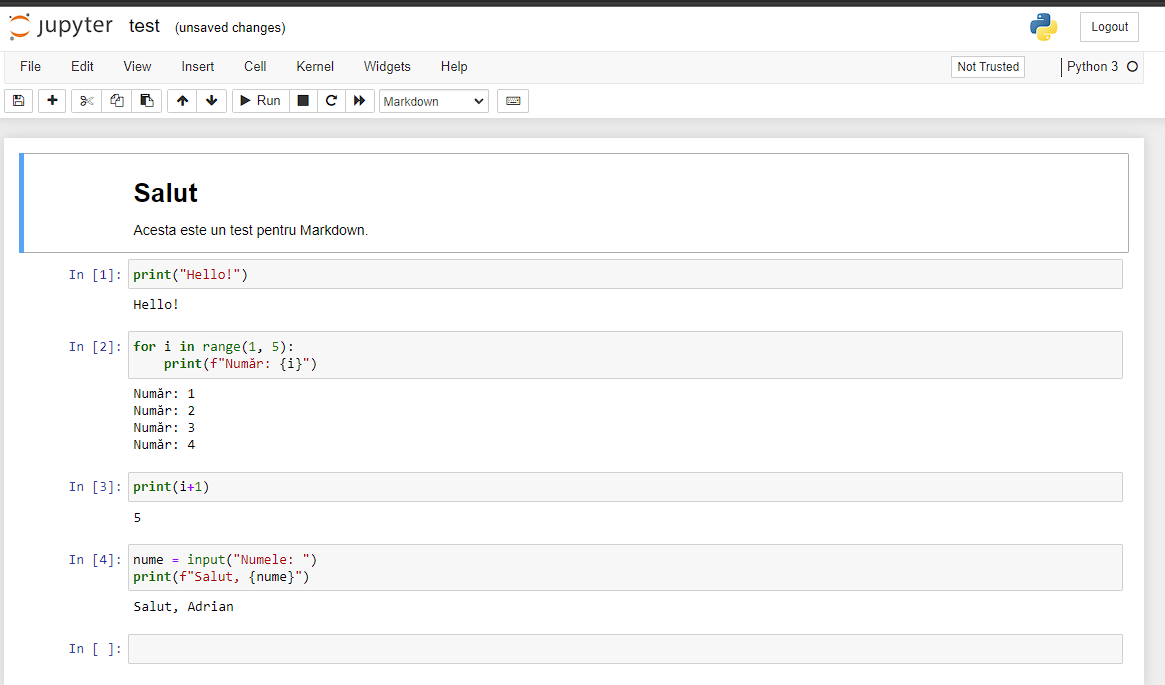 jupyter test (unsaved changes) Logout
File Edit View Insert Cell Kernel Widgets Help Not Trusted Python 3
Run Markdown
Salut
Acesta este un test pentru Markdown.
In [1]: print("Hello!")
Hello!
In [2]: for i in range(1, 5):
    print(f"Număr: {i}")
Număr: 1
Număr: 2
Număr: 3
Număr: 4
In [3]: print(i+1)
5
In [4]: nume = input("Numele: ")
print(f"Salut, {nume}")
Salut, Adrian
In [ ]: